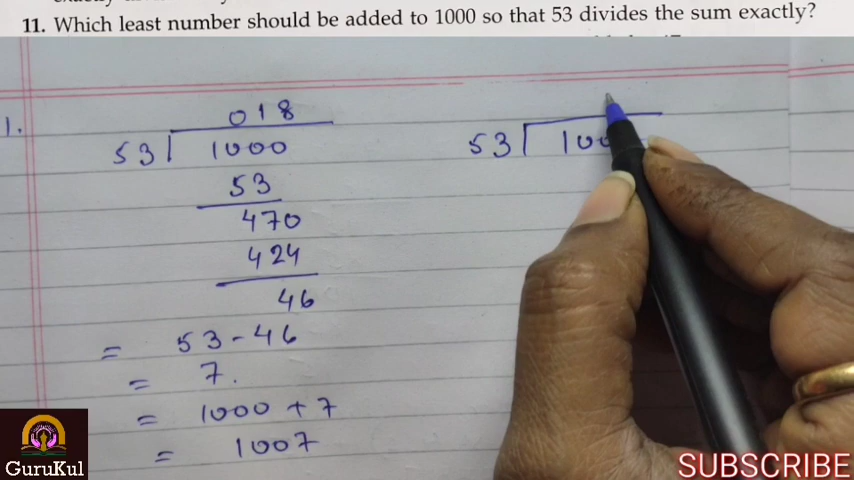 11. Which least number should be added to 1000 so that 53 divides the sum exactly?
1.
018
53 1000
53
470
424
46
= 53-46
= 7.
= 1000 + 7
= 1007
53 100
GuruKul
SUBSCRIBE